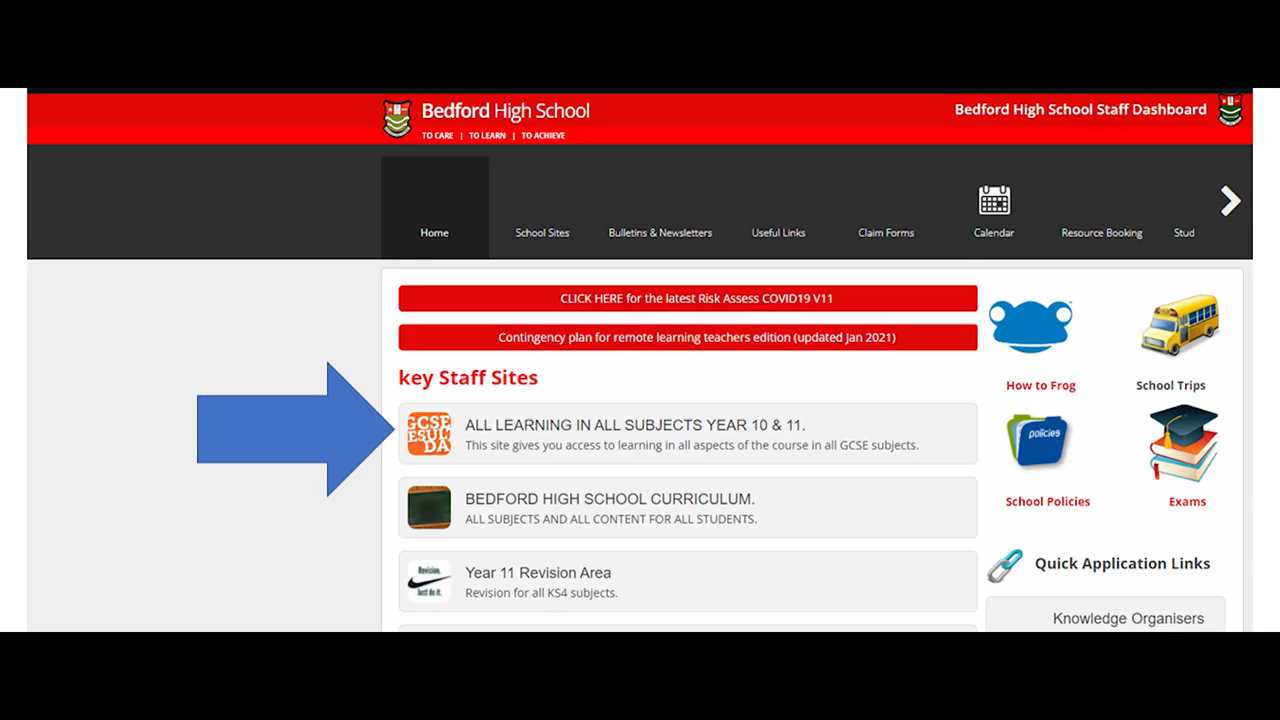 Bedford High School
TO CARE | TO LEARN | TO ACHIEVE
Bedford High School Staff Dashboard
Home
School Sites
Bulletins & Newsletters
Useful Links
Claim Forms
Calendar
Resource Booking
Stud
CLICK HERE for the latest Risk Assess COVID19 V11
Contingency plan for remote learning teachers edition (updated Jan 2021)
key Staff Sites
GCSE
ESUL
DA
ALL LEARNING IN ALL SUBJECTS YEAR 10 & 11.
This site gives you access to learning in all aspects of the course in all GCSE subjects.
BEDFORD HIGH SCHOOL CURRICULUM.
ALL SUBJECTS AND ALL CONTENT FOR ALL STUDENTS.
Revision.
Just do it.
Year 11 Revision Area
Revision for all KS4 subjects.
How to Frog
School Trips
policies
School Policies
Exams
Quick Application Links
Knowledge Organisers